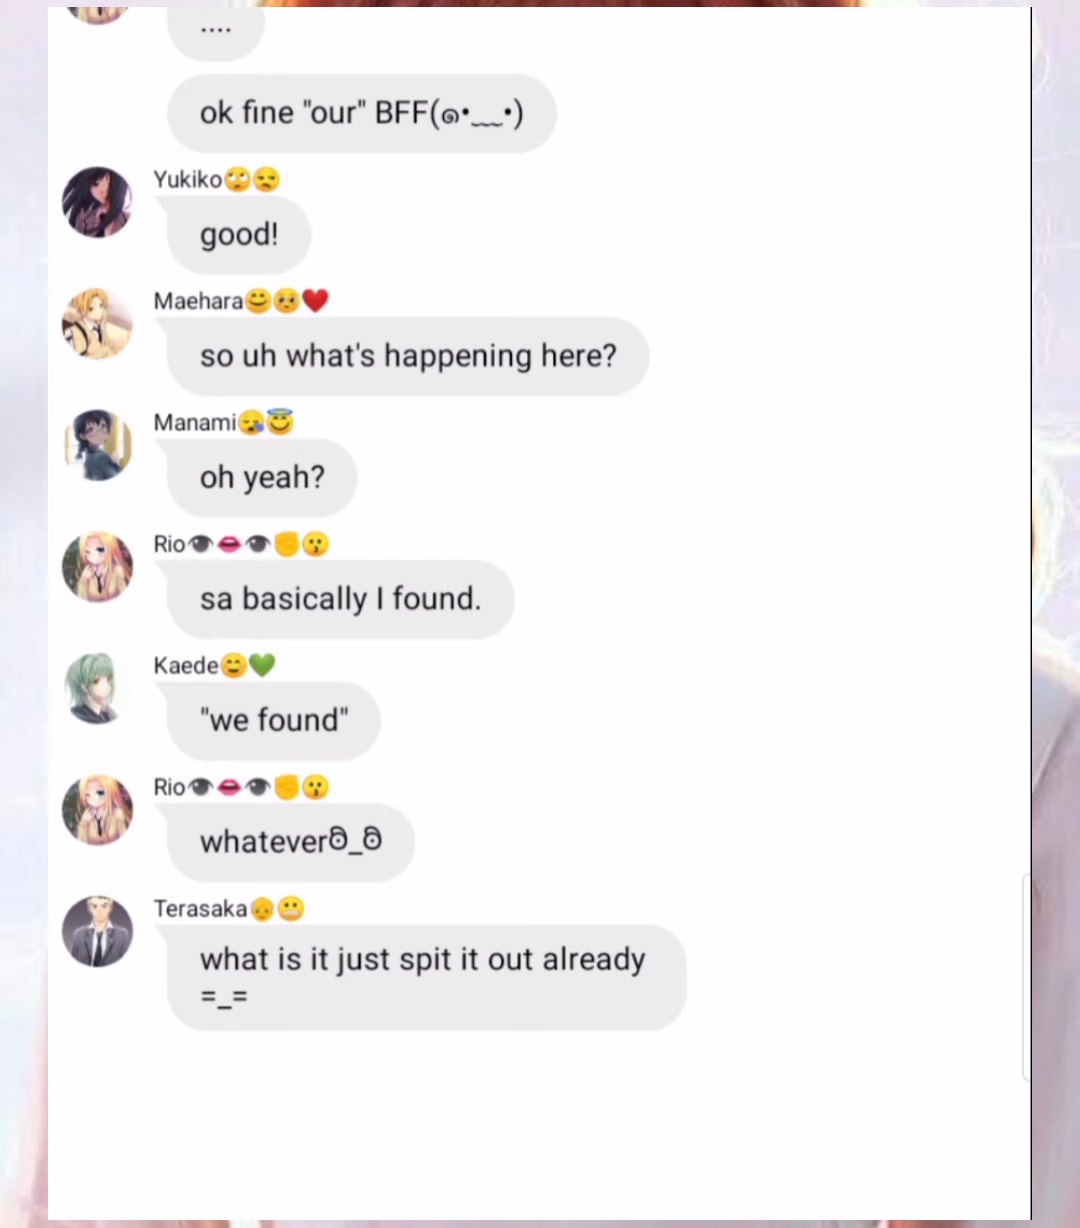 ....
ok fine "our" BFF(๑•﹏•)
Yukiko🙄😒
good!
Maehara😊🥺❤️
so uh what's happening here?
Manami😪😇
oh yeah?
Rio👁️👄👁️✊😗
sa basically I found.
Kaede😊💚
"we found"
Rio👁️👄👁️✊😗
whateverᘐ_ᘐ
Terasaka👴😬
what is it just spit it out already
=_=